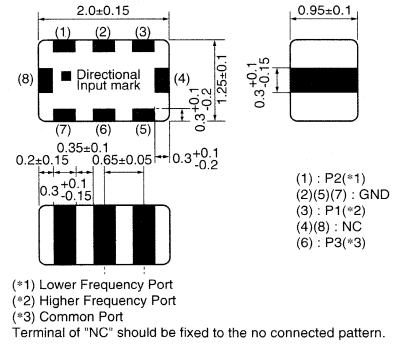 2.0±0.15
0.95±0.1
(1) (2) (3)
(8)
Directional
Input mark
(4)
(7) (6) (5)
1.25±0.1
0.3+0.1-0.2
0.3+0.1-0.15
0.35±0.1
0.2±0.15
0.65±0.05
0.3+0.1-0.2
0.3+0.1-0.15
(1) : P2(*1)
(2)(5)(7) : GND
(3) : P1(*2)
(4)(8) : NC
(6) : P3(*3)
(*1) Lower Frequency Port
(*2) Higher Frequency Port
(*3) Common Port
Terminal of "NC" should be fixed to the no connected pattern.